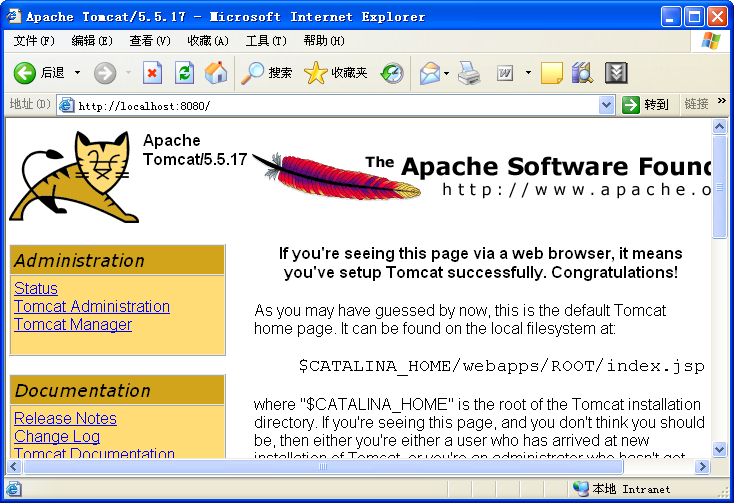 Apache Tomcat/5.5.17 - Microsoft Internet Explorer
文件(F) 编辑(E) 查看(V) 收藏(A) 工具(T) 帮助(H)
后退 搜索 收藏夹
地址(D) http://localhost:8080/ 转到 链接 »
Apache
Tomcat/5.5.17
The Apache Software Foun
http://www.apache.o
Administration
Status
Tomcat Administration
Tomcat Manager
Documentation
Release Notes
Change Log
Tomcat Documentation
If you're seeing this page via a web browser, it means
you've setup Tomcat successfully. Congratulations!
As you may have guessed by now, this is the default Tomcat
home page. It can be found on the local filesystem at:
$CATALINA_HOME/webapps/ROOT/index.jsp
where "$CATALINA_HOME" is the root of the Tomcat installation
directory. If you're seeing this page, and you don't think you should
be, then either you're either a user who has arrived at new
installation of Tomcat, or you're an administrator who hasn't got
本地 Intranet